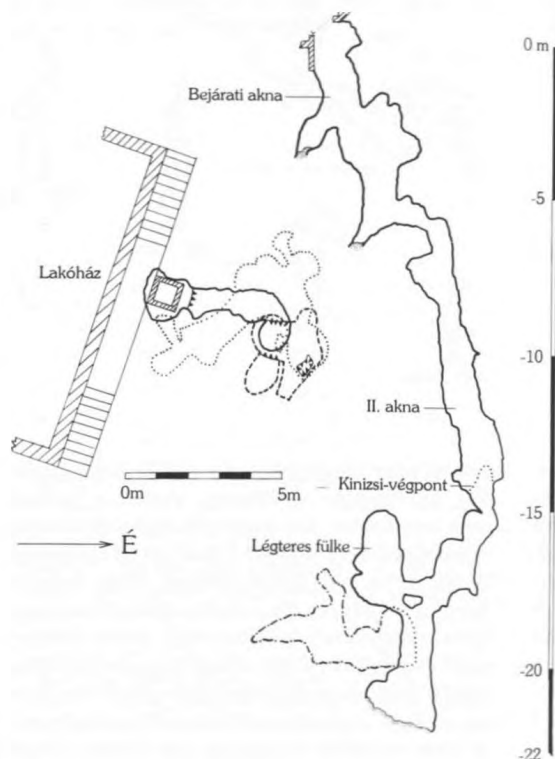 0 m
Bejárati akna
-5
Lakóház
-10
II. akna
Kinizsi-végpont
0m 5m
-15
É
Légteres fülke
-20
-22